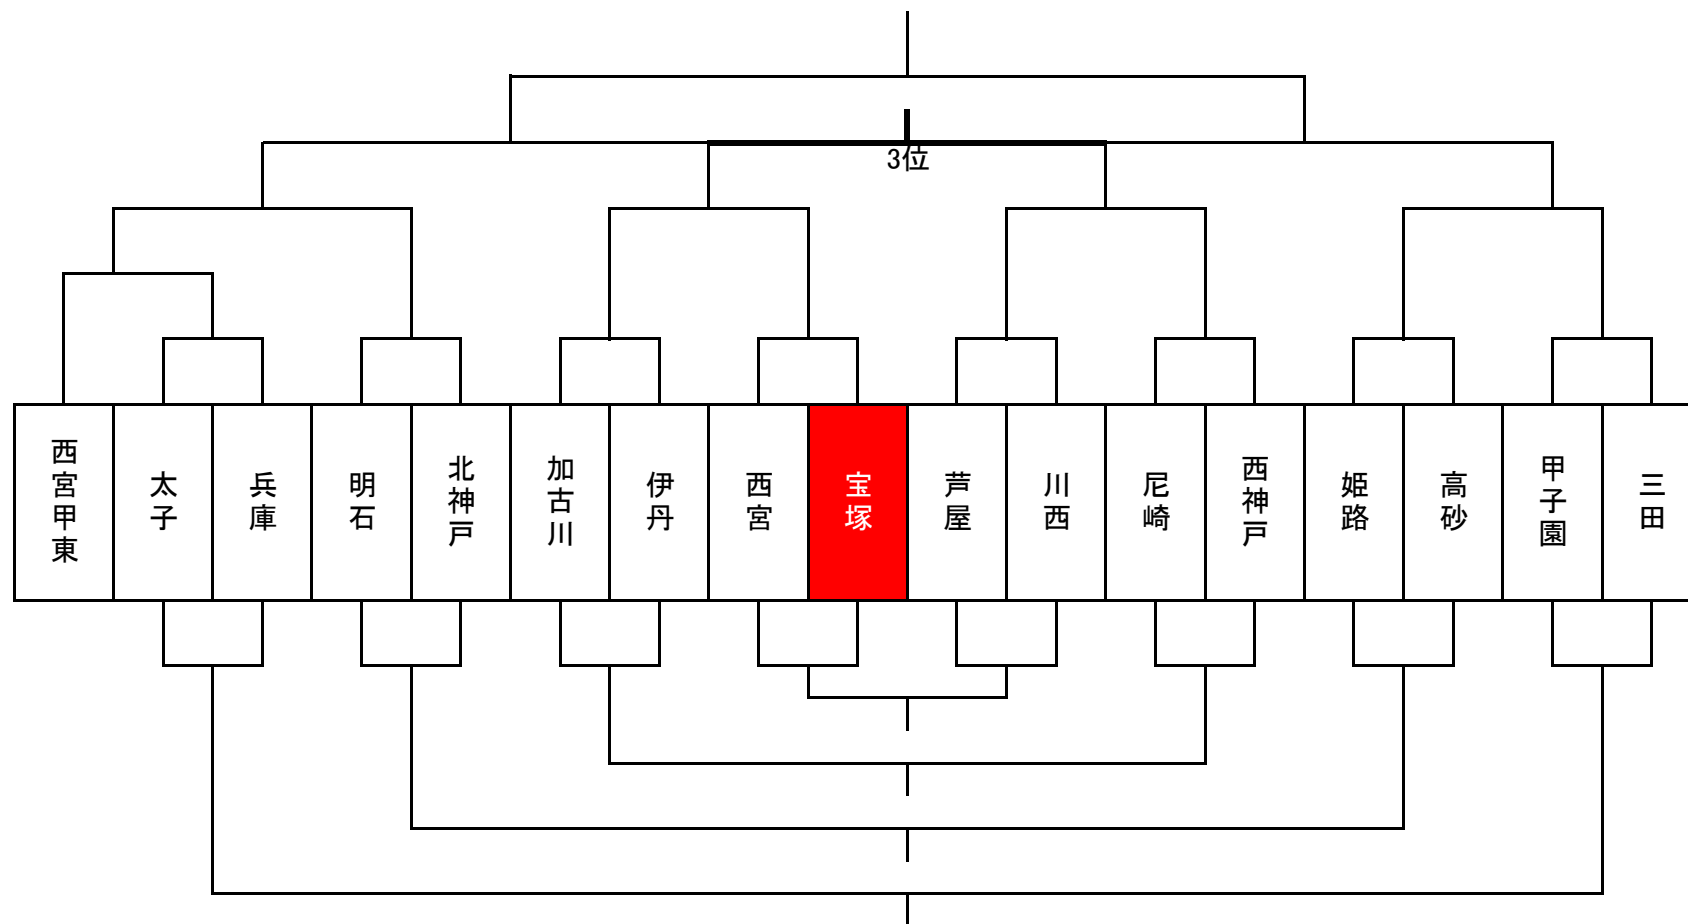 3位
西宮甲東
太子
兵庫
明石
北神戸
加古川
伊丹
西宮
宝塚
芦屋
川西
尼崎
西神戸
姫路
高砂
甲子園
三田